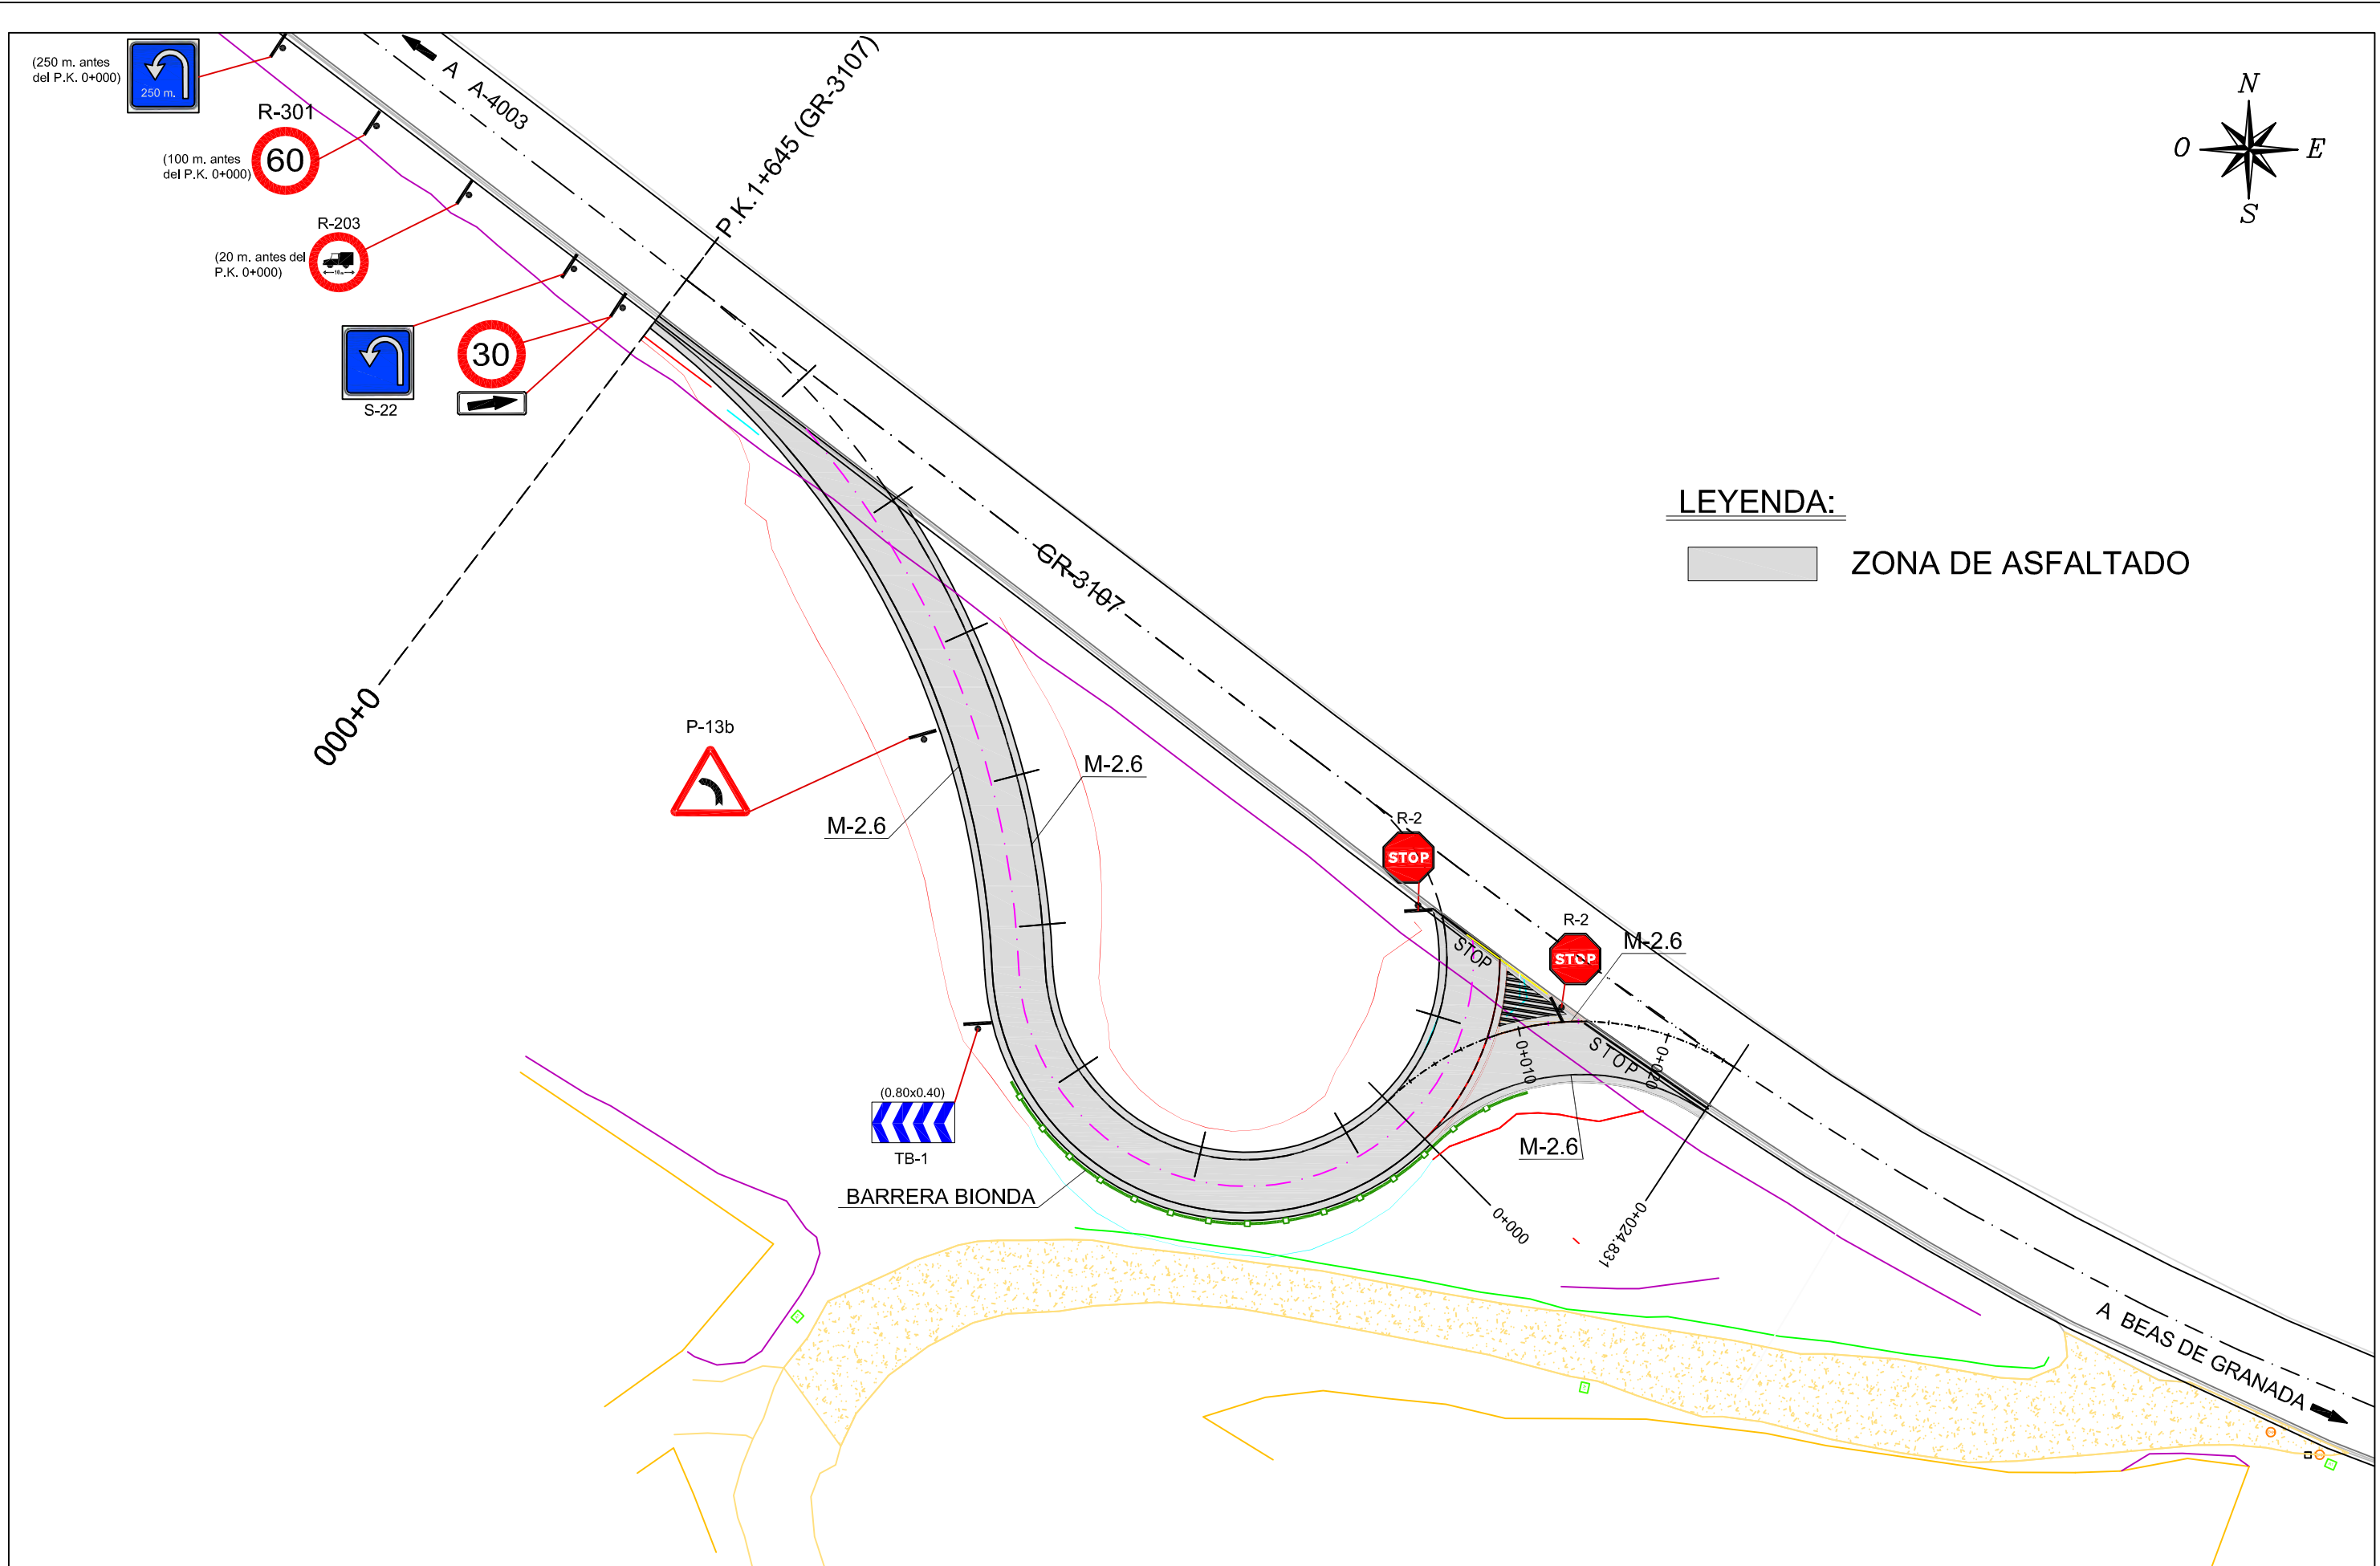 (250 m. antes
del P.K. 0+000)
250 m.
R-301
(100 m. antes
del P.K. 0+000)
60
R-203
(20 m. antes del
P.K. 0+000)
S-22
30
A A-4003
P.K.1+645 (GR-3107)
N
O
E
S
LEYENDA:
ZONA DE ASFALTADO
GR-3107
0+000
P-13b
M-2.6
M-2.6
R-2
STOP
R-2
STOP
M-2.6
STOP
STOP
0+010
0+020
(0.80x0.40)
TB-1
BARRERA BIONDA
M-2.6
0+000
0+024.831
A BEAS DE GRANADA